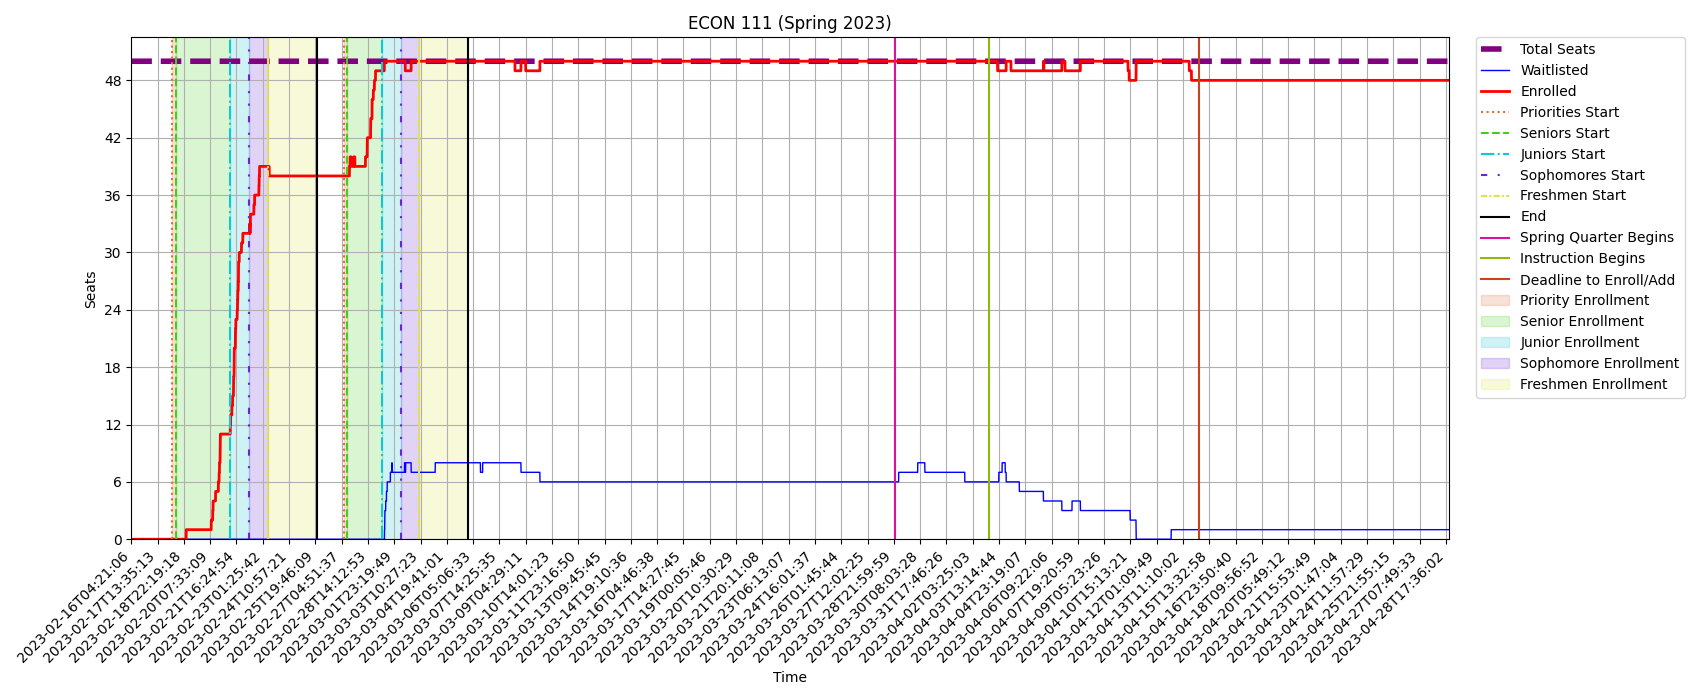 ECON 111 (Spring 2023)
Total Seats
Waitlisted
Enrolled
Priorities Start
Seniors Start
Juniors Start
Sophomores Start
Freshmen Start
End
Spring Quarter Begins
Instruction Begins
Deadline to Enroll/Add
Priority Enrollment
Senior Enrollment
Junior Enrollment
Sophomore Enrollment
Freshmen Enrollment
Seats
48
42
36
30
24
18
12
6
0
2023-02-16T04:21:06
2023-02-17T13:35:13
2023-02-18T22:19:18
2023-02-20T07:33:09
2023-02-21T16:24:54
2023-02-23T01:25:42
2023-02-24T10:57:21
2023-02-25T19:46:09
2023-02-27T04:51:37
2023-02-28T14:12:53
2023-03-01T23:19:49
2023-03-03T10:27:23
2023-03-04T19:41:01
2023-03-06T05:06:33
2023-03-07T14:25:35
2023-03-09T04:29:11
2023-03-10T14:01:23
2023-03-11T23:16:50
2023-03-13T09:45:45
2023-03-14T19:10:36
2023-03-16T04:46:38
2023-03-17T14:27:45
2023-03-19T00:05:46
2023-03-20T10:30:29
2023-03-21T20:11:08
2023-03-23T06:13:07
2023-03-24T16:01:37
2023-03-26T01:45:44
2023-03-27T12:02:25
2023-03-28T21:59:59
2023-03-30T08:03:28
2023-03-31T17:46:26
2023-04-02T03:25:03
2023-04-03T13:14:44
2023-04-04T23:19:07
2023-04-06T09:22:06
2023-04-07T19:20:59
2023-04-09T05:23:26
2023-04-10T15:13:21
2023-04-12T01:09:49
2023-04-13T11:10:02
2023-04-15T13:32:58
2023-04-16T23:50:40
2023-04-18T09:56:52
2023-04-20T05:49:12
2023-04-21T15:53:49
2023-04-23T01:47:04
2023-04-24T11:57:29
2023-04-25T21:55:15
2023-04-27T07:49:33
2023-04-28T17:36:02
Time